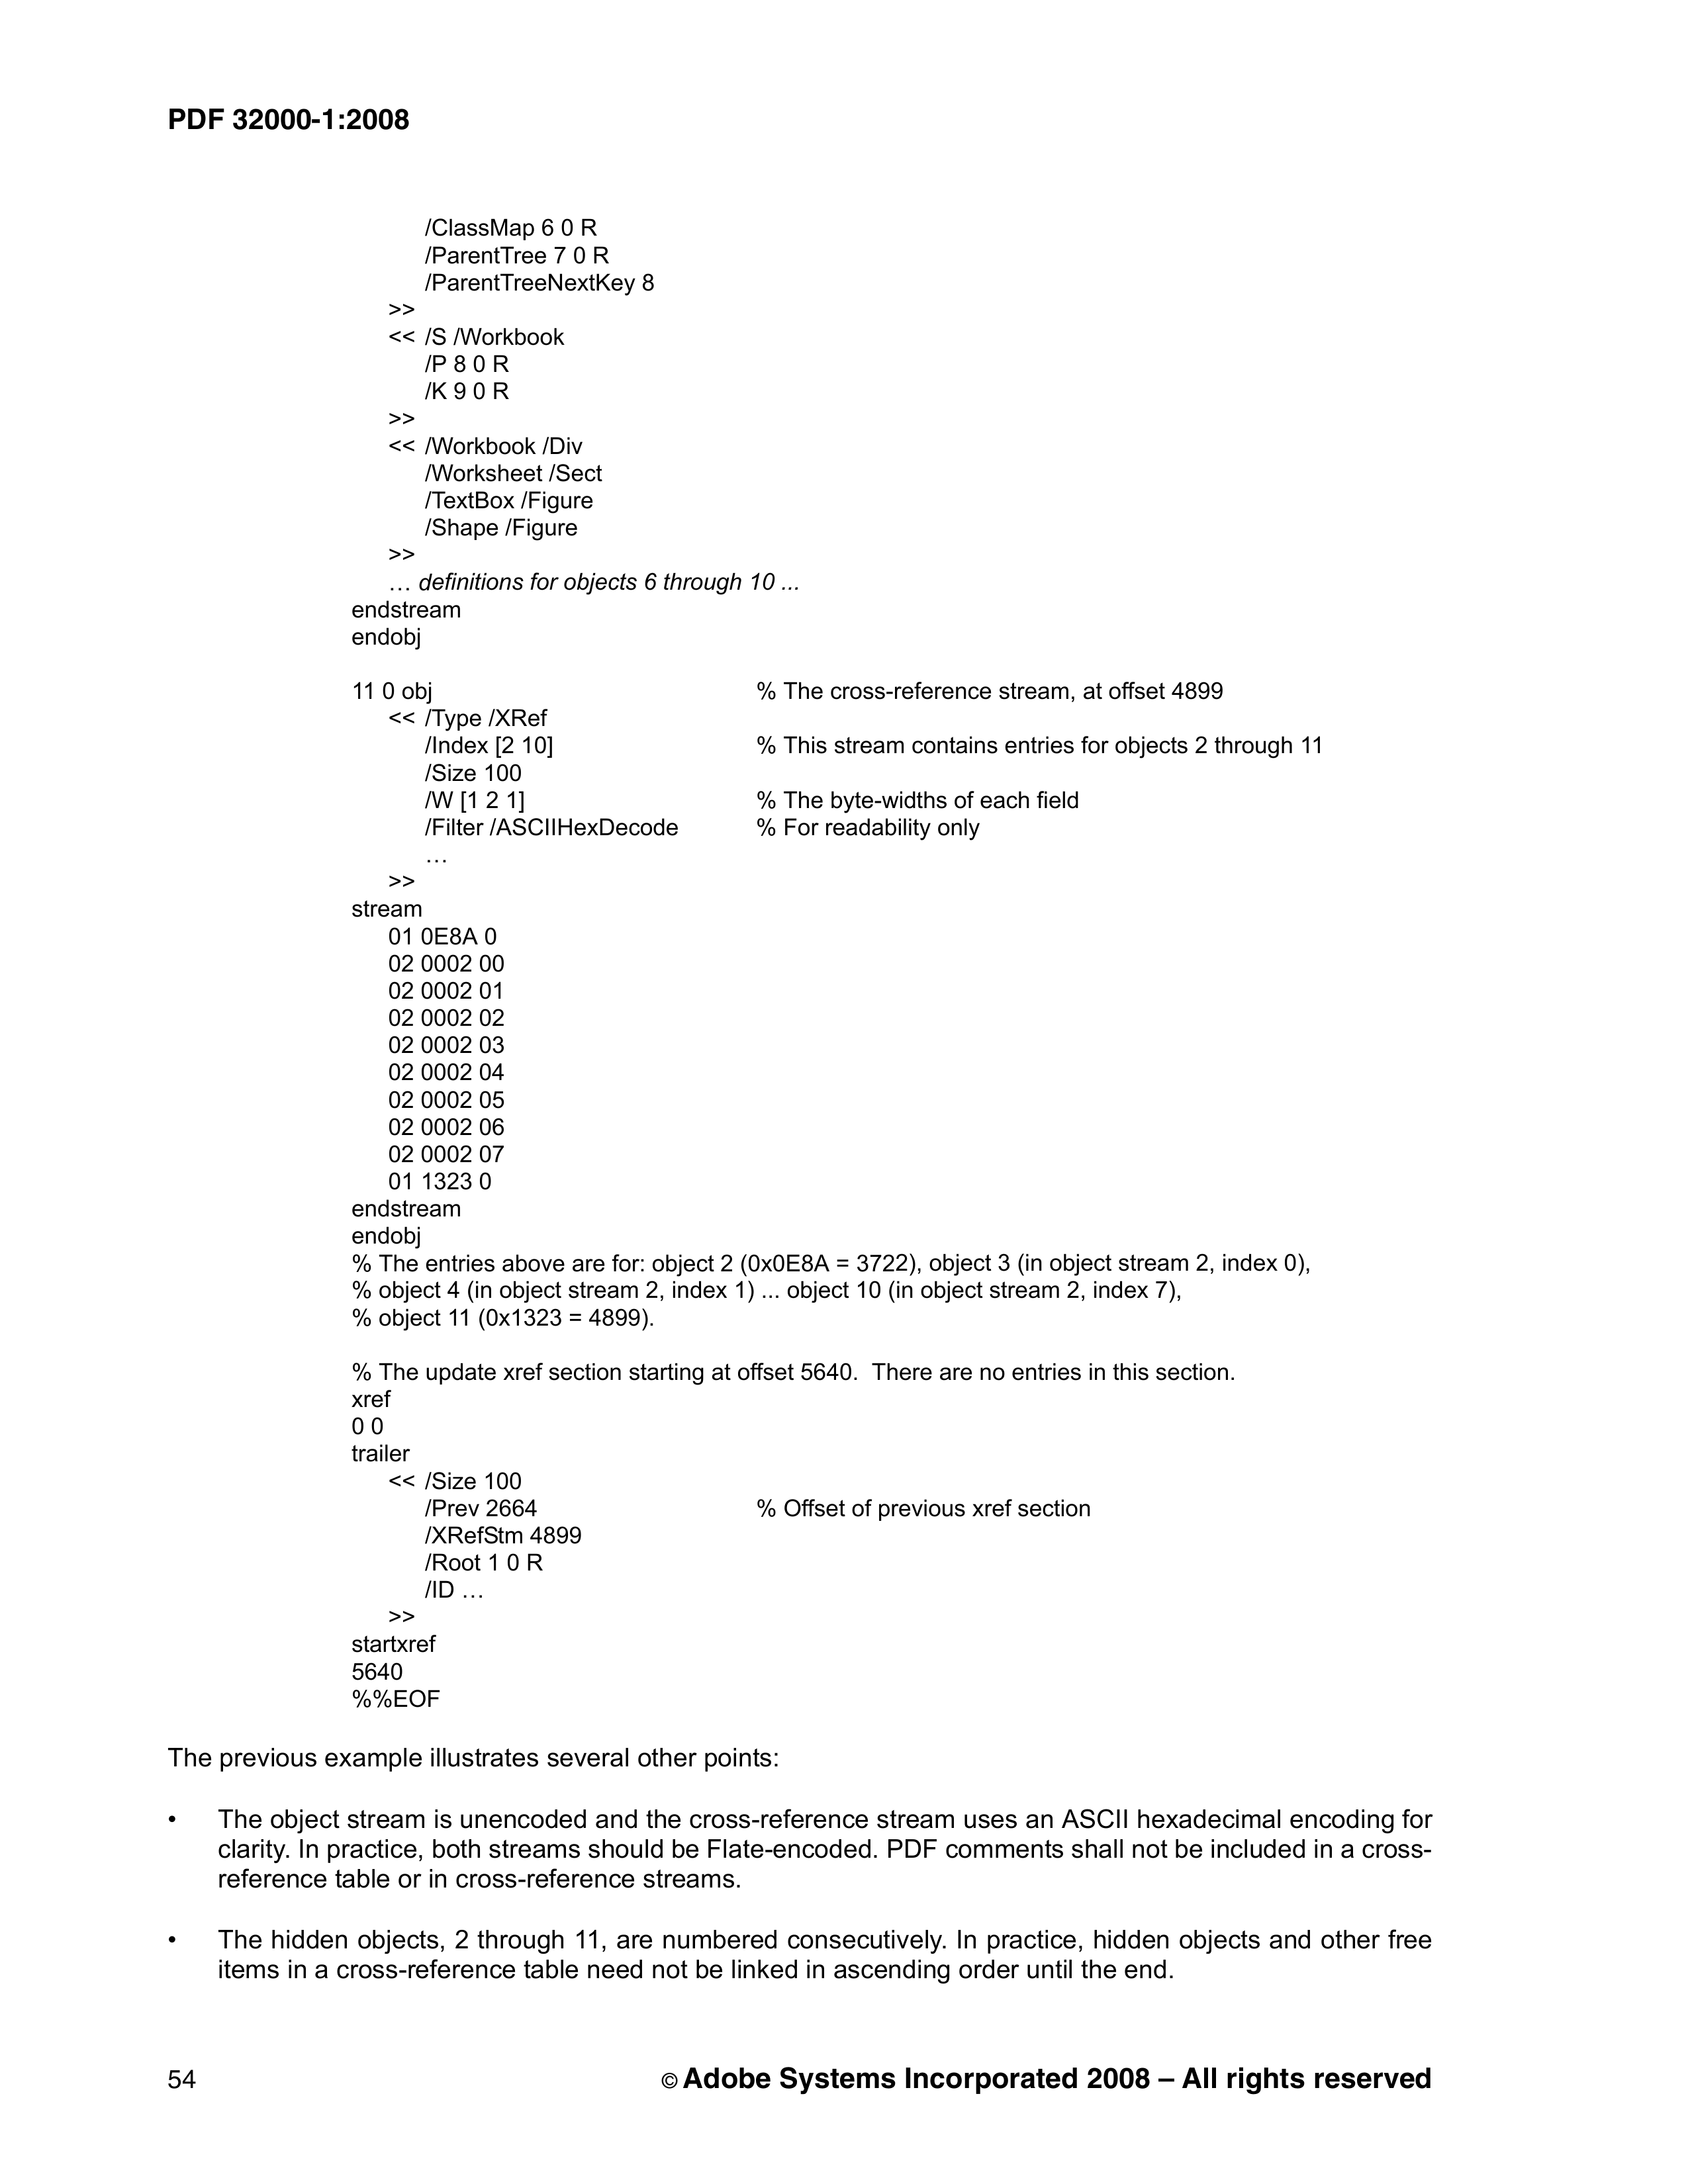 PDF 32000-1:2008
/ClassMap 6 0 R
/ParentTree 7 0 R
/ParentTreeNextKey 8
>>
<< /S /Workbook
/P 8 0 R
/K 9 0 R
>>
<< /Workbook /Div
/Worksheet /Sect
/TextBox /Figure
/Shape /Figure
>>
… definitions for objects 6 through 10 ...
endstream
endobj
11 0 obj % The cross-reference stream, at offset 4899
<< /Type /XRef
/Index [2 10] % This stream contains entries for objects 2 through 11
/Size 100
/W [1 2 1] % The byte-widths of each field
/Filter /ASCIIHexDecode % For readability only
…
>>
stream
01 0E8A 0
02 0002 00
02 0002 01
02 0002 02
02 0002 03
02 0002 04
02 0002 05
02 0002 06
02 0002 07
01 1323 0
endstream
endobj
% The entries above are for: object 2 (0x0E8A = 3722), object 3 (in object stream 2, index 0),
% object 4 (in object stream 2, index 1) ... object 10 (in object stream 2, index 7),
% object 11 (0x1323 = 4899).
% The update xref section starting at offset 5640.  There are no entries in this section.
xref
0 0
trailer
<< /Size 100
/Prev 2664 % Offset of previous xref section
/XRefStm 4899
/Root 1 0 R
/ID …
>>
startxref
5640
%%EOF
The previous example illustrates several other points:
• The object stream is unencoded and the cross-reference stream uses an ASCII hexadecimal encoding for
clarity. In practice, both streams should be Flate-encoded. PDF comments shall not be included in a cross-
reference table or in cross-reference streams.
• The hidden objects, 2 through 11, are numbered consecutively. In practice, hidden objects and other free
items in a cross-reference table need not be linked in ascending order until the end.
54 © Adobe Systems Incorporated 2008 – All rights reserved